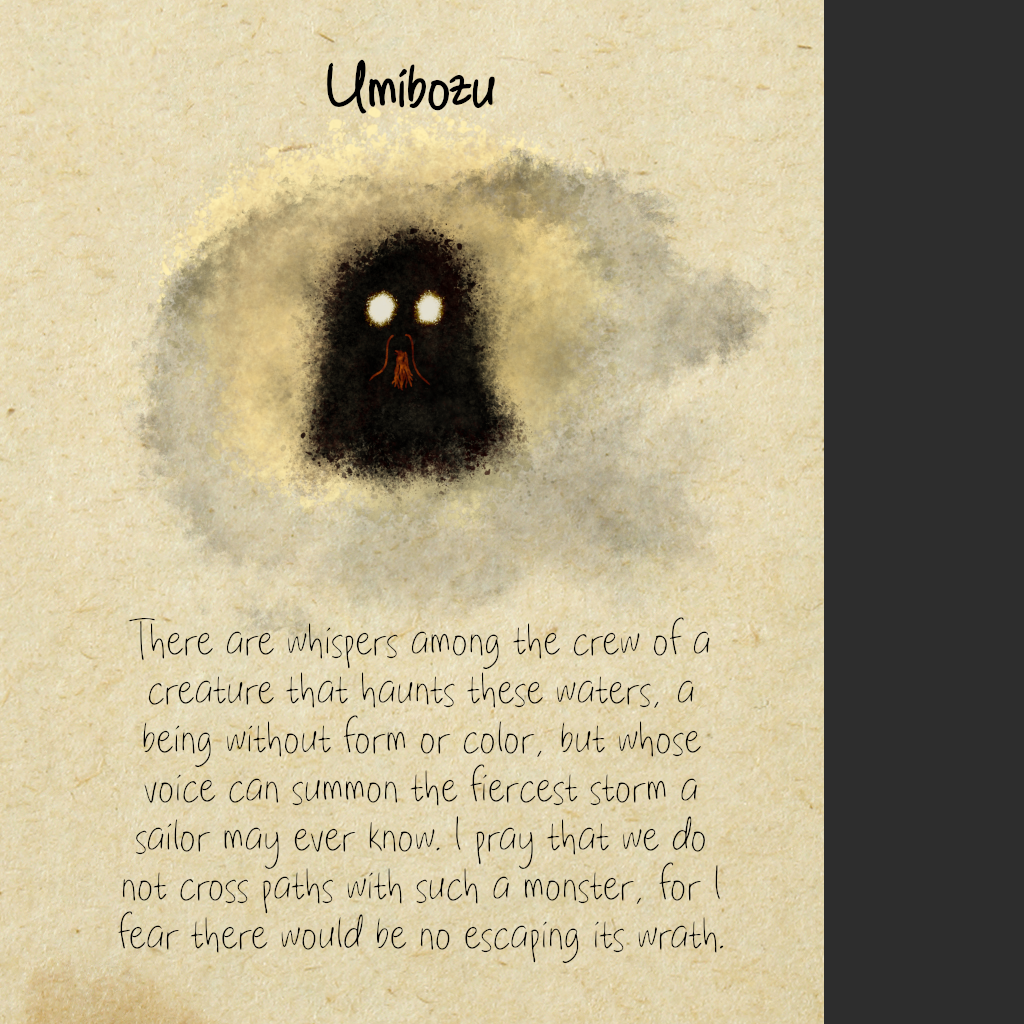 Umibozu
There are whispers among the crew of a
creature that haunts these waters, a
being without form or color, but whose
voice can summon the fiercest storm a
sailor may ever know. I pray that we do
not cross paths with such a monster, for I
fear there would be no escaping its wrath.